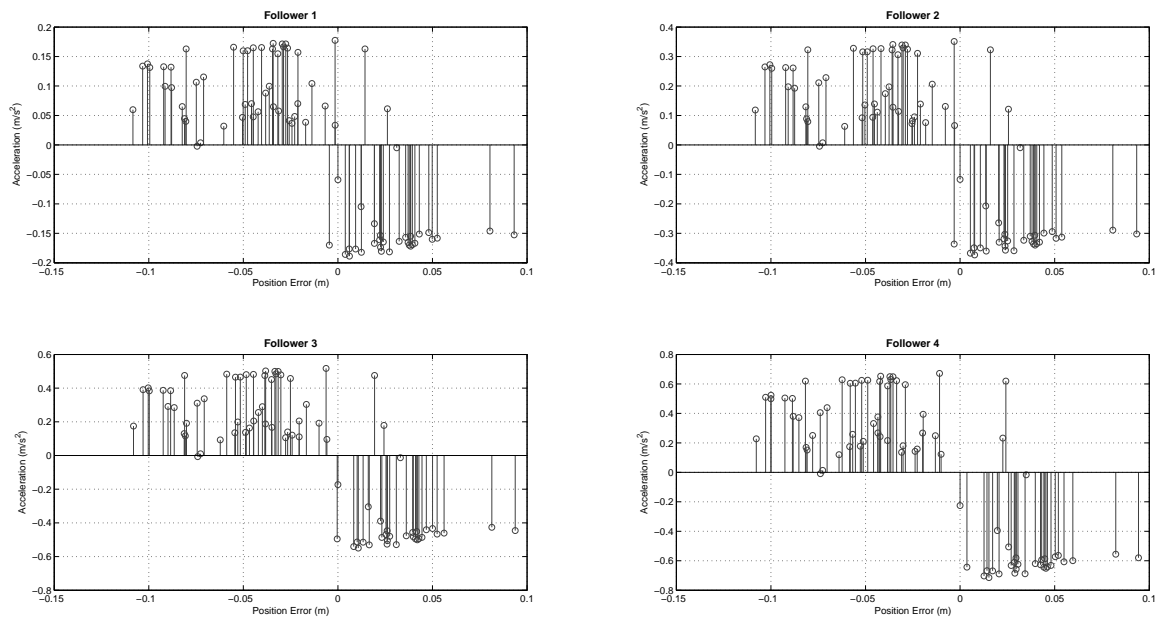 Follower 1
0.2
0.15
0.1
0.05
0
−0.05
−0.1
−0.15
−0.2
Acceleration (m/s²)
−0.15 −0.1 −0.05 0 0.05 0.1
Position Error (m)
Follower 2
0.4
0.3
0.2
0.1
0
−0.1
−0.2
−0.3
−0.4
Acceleration (m/s²)
−0.15 −0.1 −0.05 0 0.05 0.1
Position Error (m)
Follower 3
0.6
0.4
0.2
0
−0.2
−0.4
−0.6
−0.8
Acceleration (m/s²)
−0.15 −0.1 −0.05 0 0.05 0.1
Position Error (m)
Follower 4
0.8
0.6
0.4
0.2
0
−0.2
−0.4
−0.6
−0.8
Acceleration (m/s²)
−0.15 −0.1 −0.05 0 0.05 0.1
Position Error (m)